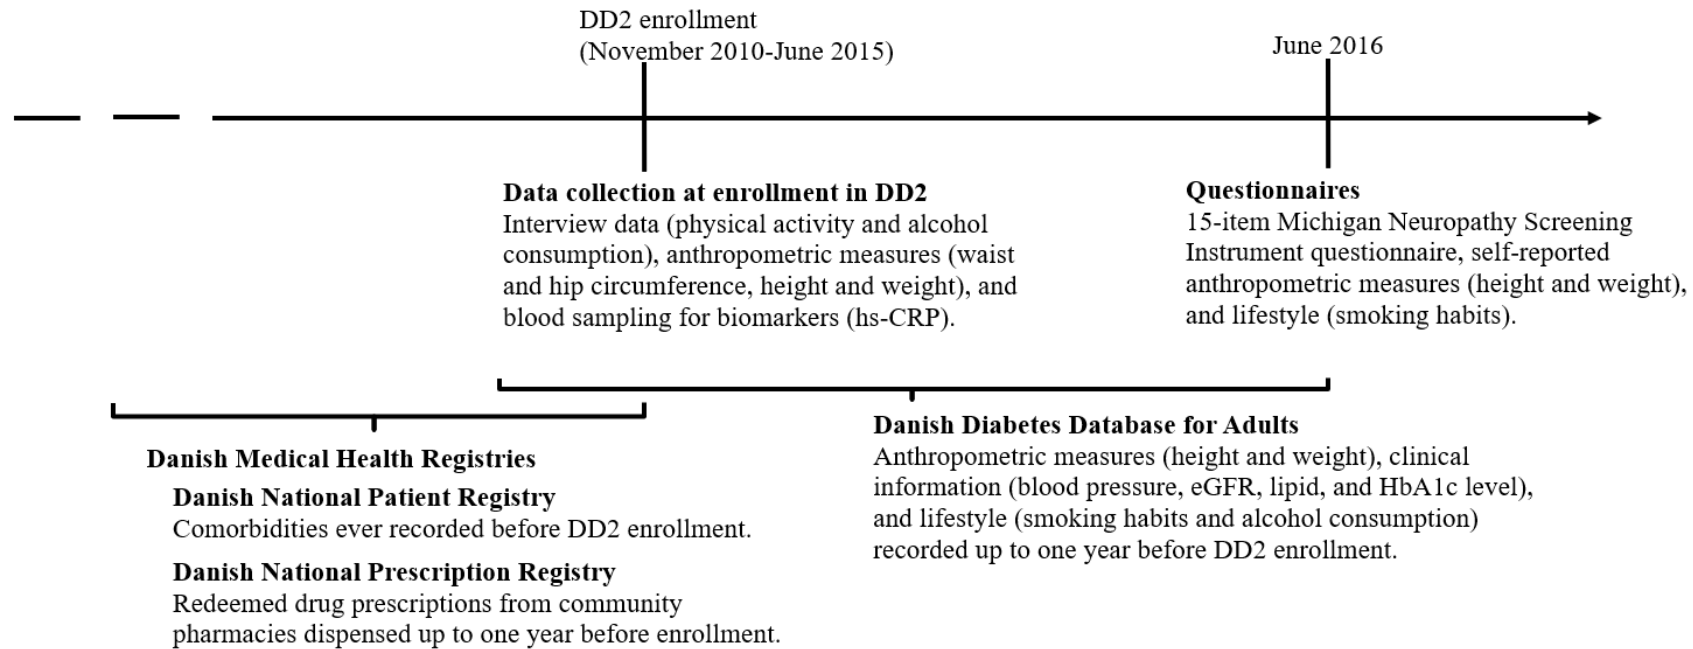 DD2 enrollment
(November 2010-June 2015)
June 2016
Data collection at enrollment in DD2
Interview data (physical activity and alcohol
consumption), anthropometric measures (waist
and hip circumference, height and weight), and
blood sampling for biomarkers (hs-CRP).
Questionnaires
15-item Michigan Neuropathy Screening
Instrument questionnaire, self-reported
anthropometric measures (height and weight),
and lifestyle (smoking habits).
Danish Medical Health Registries
Danish National Patient Registry
Comorbidities ever recorded before DD2 enrollment.
Danish National Prescription Registry
Redeemed drug prescriptions from community
pharmacies dispensed up to one year before enrollment.
Danish Diabetes Database for Adults
Anthropometric measures (height and weight), clinical
information (blood pressure, eGFR, lipid, and HbA1c level),
and lifestyle (smoking habits and alcohol consumption)
recorded up to one year before DD2 enrollment.